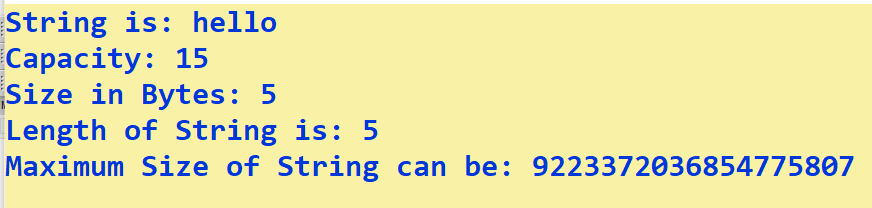 String is: hello
Capacity: 15
Size in Bytes: 5
Length of String is: 5
Maximum Size of String can be: 9223372036854775807